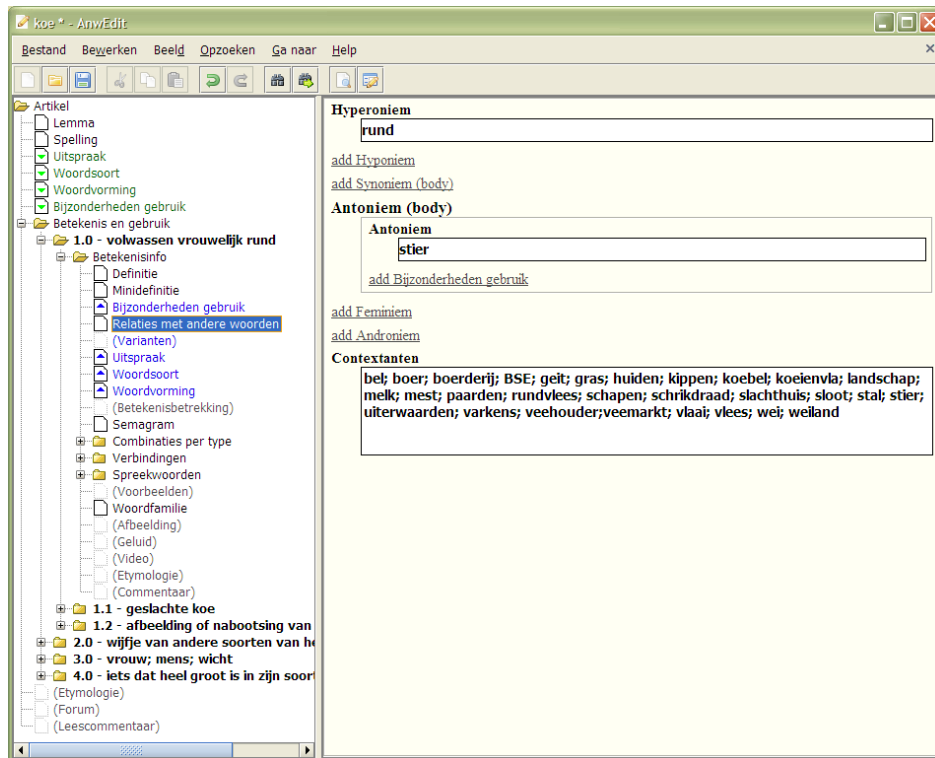 koe * - AnwEdit
Bestand Bewerken Beeld Opzoeken Ga naar Help
Artikel
Lemma
Spelling
Uitspraak
Woordsoort
Woordvorming
Bijzonderheden gebruik
Betekenis en gebruik
1.0 - volwassen vrouwelijk rund
Betekenisinfo
Definitie
Minidefinitie
Bijzonderheden gebruik
Relaties met andere woorden
(Varianten)
Uitspraak
Woordsoort
Woordvorming
(Betekenisbetrekking)
Semagram
Combinaties per type
Verbindingen
Spreekwoorden
(Voorbeelden)
Woordfamilie
(Afbeelding)
(Geluid)
(Video)
(Etymologie)
(Commentaar)
1.1 - geslachte koe
1.2 - afbeelding of nabootsing van
2.0 - wijfje van andere soorten van he
3.0 - vrouw; mens; wicht
4.0 - iets dat heel groot is in zijn soort
(Etymologie)
(Forum)
(Leescommentaar)
Hyperoniem
rund
add Hyponiem
add Synoniem (body)
Antoniem (body)
Antoniem
stier
add Bijzonderheden gebruik
add Feminiem
add Androniem
Contextanten
bel; boer; boerderij; BSE; geit; gras; huiden; kippen; koebel; koeienvla; landschap;
melk; mest; paarden; rundvlees; schapen; schrikdraad; slachthuis; sloot; stal; stier;
uiterwaarden; varkens; veehouder;veemarkt; vlaai; vlees; wei; weiland